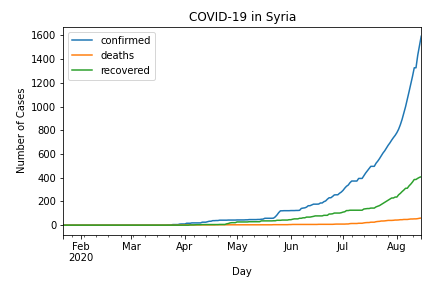 COVID-19 in Syria
confirmed
deaths
recovered
Number of Cases
1600
1400
1200
1000
800
600
400
200
0
Feb Mar Apr May Jun Jul Aug
2020
Day